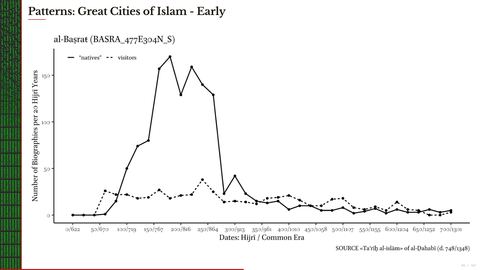 Patterns: Great Cities of Islam - Early
al-Baṣraŧ (BASRA_477E304N_S)
"natives" visitors
Number of Biographies per 20 Hijrī Years
150
100
50
0
0/622 50/670 100/719 150/767 200/816 250/864 300/913 350/961 400/1010 450/1058 500/1107 550/1155 600/1204 650/1252 700/1301
Dates: Hijrī / Common Era
SOURCE «Taʾrīḫ al-islām» of al-Ḏahabī (d. 748/1348)